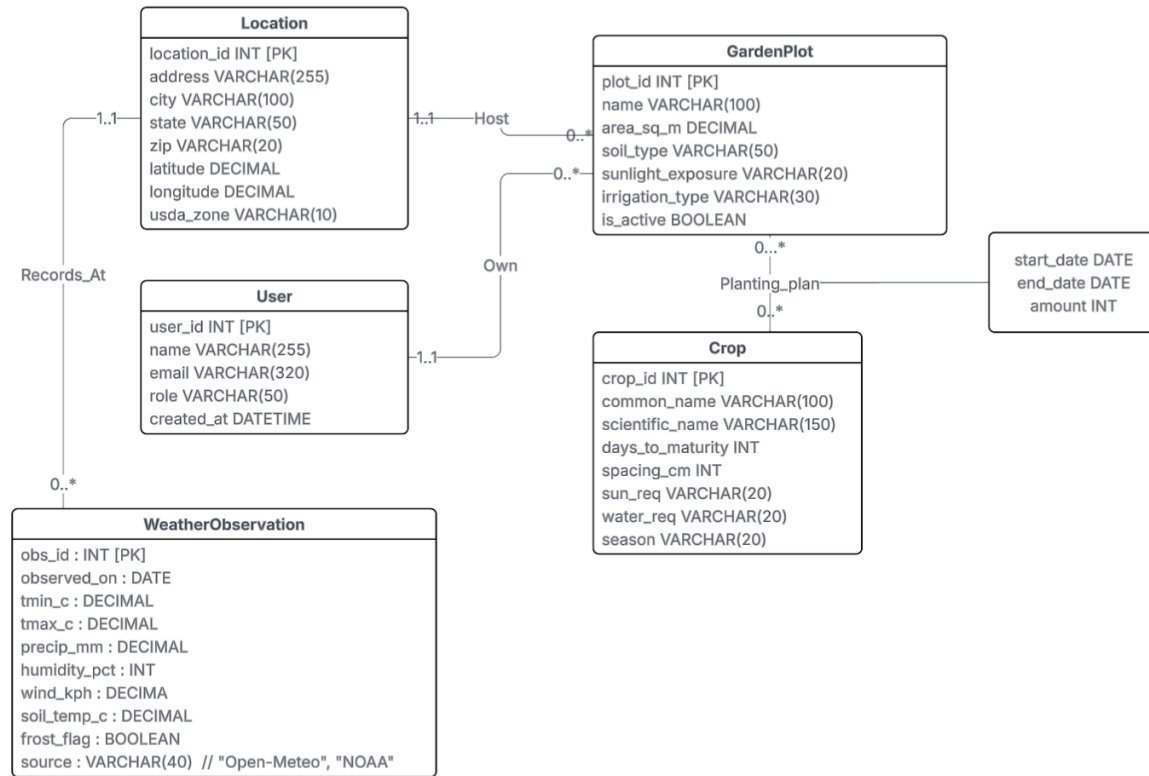 Location
location_id INT [PK]
address VARCHAR(255)
city VARCHAR(100)
state VARCHAR(50)
zip VARCHAR(20)
latitude DECIMAL
longitude DECIMAL
usda_zone VARCHAR(10)
1..1
1..1
Host
0..*
GardenPlot
plot_id INT [PK]
name VARCHAR(100)
area_sq_m DECIMAL
soil_type VARCHAR(50)
sunlight_exposure VARCHAR(20)
irrigation_type VARCHAR(30)
is_active BOOLEAN
0..*
Own
1..1
Records_At
0..*
User
user_id INT [PK]
name VARCHAR(255)
email VARCHAR(320)
role VARCHAR(50)
created_at DATETIME
0...*
Planting_plan
0..*
start_date DATE
end_date DATE
amount INT
Crop
crop_id INT [PK]
common_name VARCHAR(100)
scientific_name VARCHAR(150)
days_to_maturity INT
spacing_cm INT
sun_req VARCHAR(20)
water_req VARCHAR(20)
season VARCHAR(20)
WeatherObservation
obs_id : INT [PK]
observed_on : DATE
tmin_c : DECIMAL
tmax_c : DECIMAL
precip_mm : DECIMAL
humidity_pct : INT
wind_kph : DECIMA
soil_temp_c : DECIMAL
frost_flag : BOOLEAN
source : VARCHAR(40)  // "Open-Meteo", "NOAA"